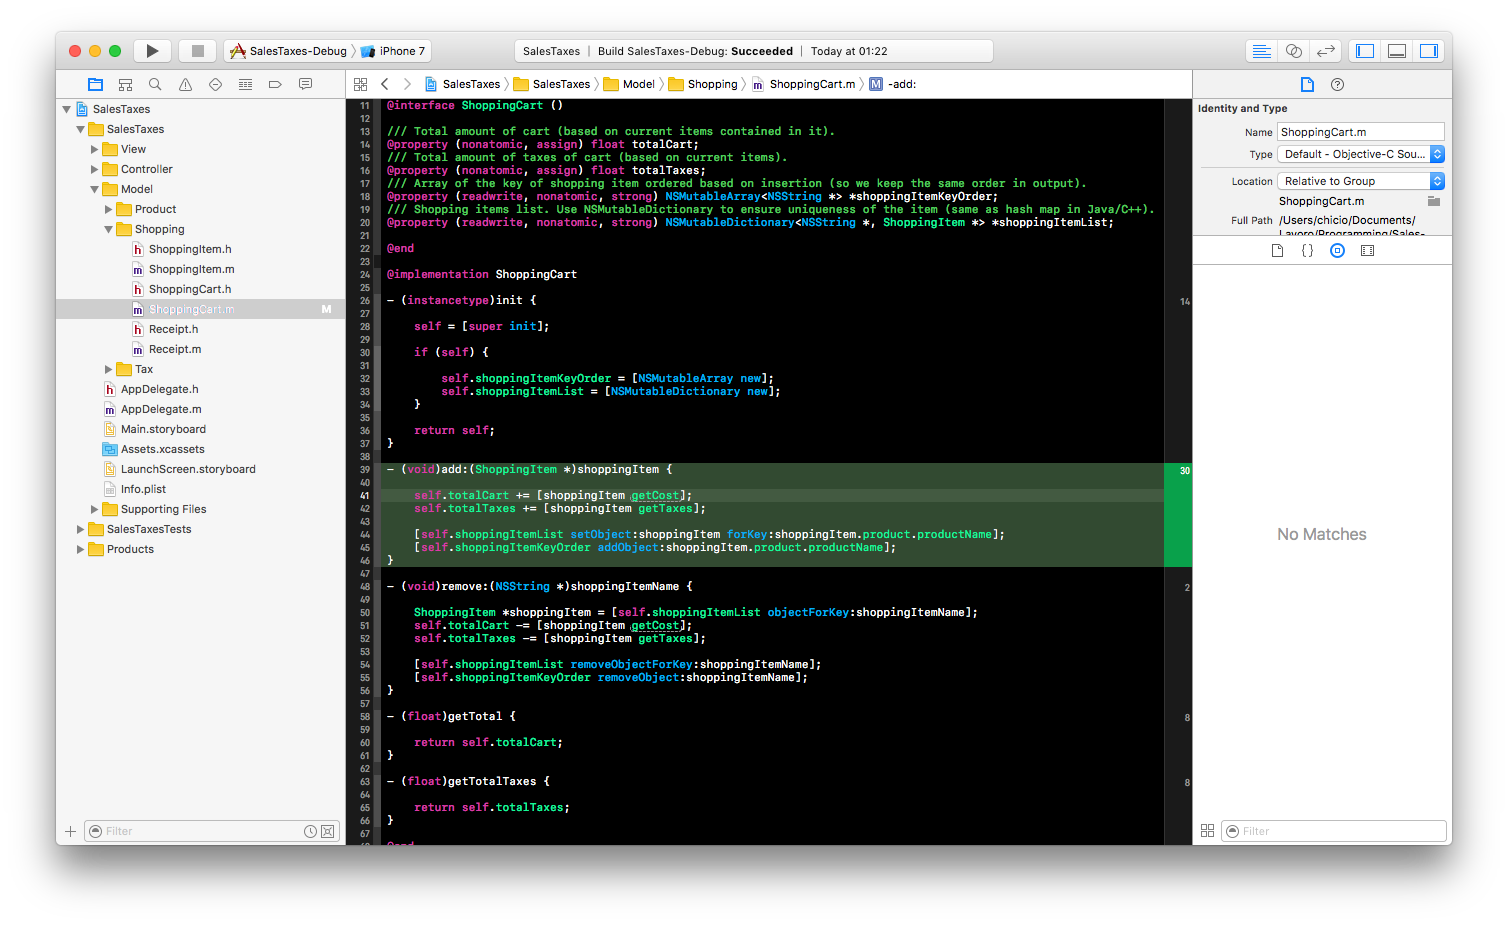 SalesTaxes-Debug
iPhone 7
SalesTaxes | Build SalesTaxes-Debug: Succeeded | Today at 01:22
SalesTaxes
SalesTaxes
View
Controller
Model
Product
Shopping
ShoppingItem.h
ShoppingItem.m
ShoppingCart.h
ShoppingCart.m M
Receipt.h
Receipt.m
Tax
AppDelegate.h
AppDelegate.m
Main.storyboard
Assets.xcassets
LaunchScreen.storyboard
Info.plist
Supporting Files
SalesTaxesTests
Products
Filter
SalesTaxes SalesTaxes Model Shopping m ShoppingCart.m M -add:
11 @interface ShoppingCart ()
12
13 /// Total amount of cart (based on current items contained in it).
14 @property (nonatomic, assign) float totalCart;
15 /// Total amount of taxes of cart (based on current items).
16 @property (nonatomic, assign) float totalTaxes;
17 /// Array of the key of shopping item ordered based on insertion (so we keep the same order in output).
18 @property (readwrite, nonatomic, strong) NSMutableArray<NSString *> *shoppingItemKeyOrder;
19 /// Shopping items list. Use NSMutableDictionary to ensure uniqueness of the item (same as hash map in Java/C++).
20 @property (readwrite, nonatomic, strong) NSMutableDictionary<NSString *, ShoppingItem *> *shoppingItemList;
21
22 @end
23
24 @implementation ShoppingCart
25
26 - (instancetype)init { 14
27
28 self = [super init];
29
30 if (self) {
31
32 self.shoppingItemKeyOrder = [NSMutableArray new];
33 self.shoppingItemList = [NSMutableDictionary new];
34 }
35
36 return self;
37 }
38
39 - (void)add:(ShoppingItem *)shoppingItem { 30
40
41 self.totalCart += [shoppingItem getCost];
42 self.totalTaxes += [shoppingItem getTaxes];
43
44 [self.shoppingItemList setObject:shoppingItem forKey:shoppingItem.product.productName];
45 [self.shoppingItemKeyOrder addObject:shoppingItem.product.productName];
46 }
47
48 - (void)remove:(NSString *)shoppingItemName { 2
49
50 ShoppingItem *shoppingItem = [self.shoppingItemList objectForKey:shoppingItemName];
51 self.totalCart -= [shoppingItem getCost];
52 self.totalTaxes -= [shoppingItem getTaxes];
53
54 [self.shoppingItemList removeObjectForKey:shoppingItemName];
55 [self.shoppingItemKeyOrder removeObject:shoppingItemName];
56 }
57
58 - (float)getTotal { 8
59
60 return self.totalCart;
61 }
62
63 - (float)getTotalTaxes { 8
64
65 return self.totalTaxes;
66 }
67
68 @end
Identity and Type
Name ShoppingCart.m
Type Default - Objective-C Sou...
Location Relative to Group
ShoppingCart.m
Full Path /Users/chicio/Documents/
Lavoro/Programming/Sales-
{}
No Matches
Filter